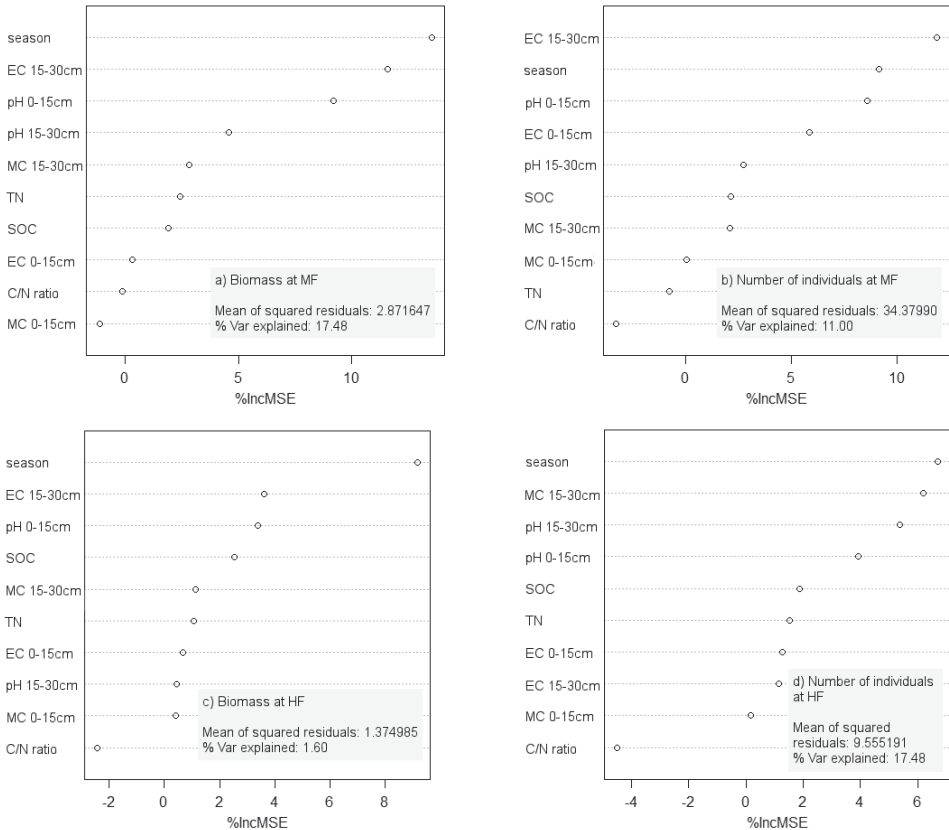 season
EC 15-30cm
pH 0-15cm
pH 15-30cm
MC 15-30cm
TN
SOC
EC 0-15cm
C/N ratio
MC 0-15cm
a) Biomass at MF
Mean of squared residuals: 2.871647
% Var explained: 17.48
0 5 10
%IncMSE
EC 15-30cm
season
pH 0-15cm
EC 0-15cm
pH 15-30cm
SOC
MC 15-30cm
MC 0-15cm
TN
C/N ratio
b) Number of individuals at MF
Mean of squared residuals: 34.37990
% Var explained: 11.00
0 5 10
%IncMSE
season
EC 15-30cm
pH 0-15cm
SOC
MC 15-30cm
TN
EC 0-15cm
pH 15-30cm
MC 0-15cm
C/N ratio
c) Biomass at HF
Mean of squared residuals: 1.374985
% Var explained: 1.60
-2 0 2 4 6 8
%IncMSE
season
MC 15-30cm
pH 15-30cm
pH 0-15cm
SOC
TN
EC 0-15cm
EC 15-30cm
MC 0-15cm
C/N ratio
d) Number of individuals
at HF
Mean of squared
residuals: 9.555191
% Var explained: 17.48
-4 -2 0 2 4 6
%IncMSE